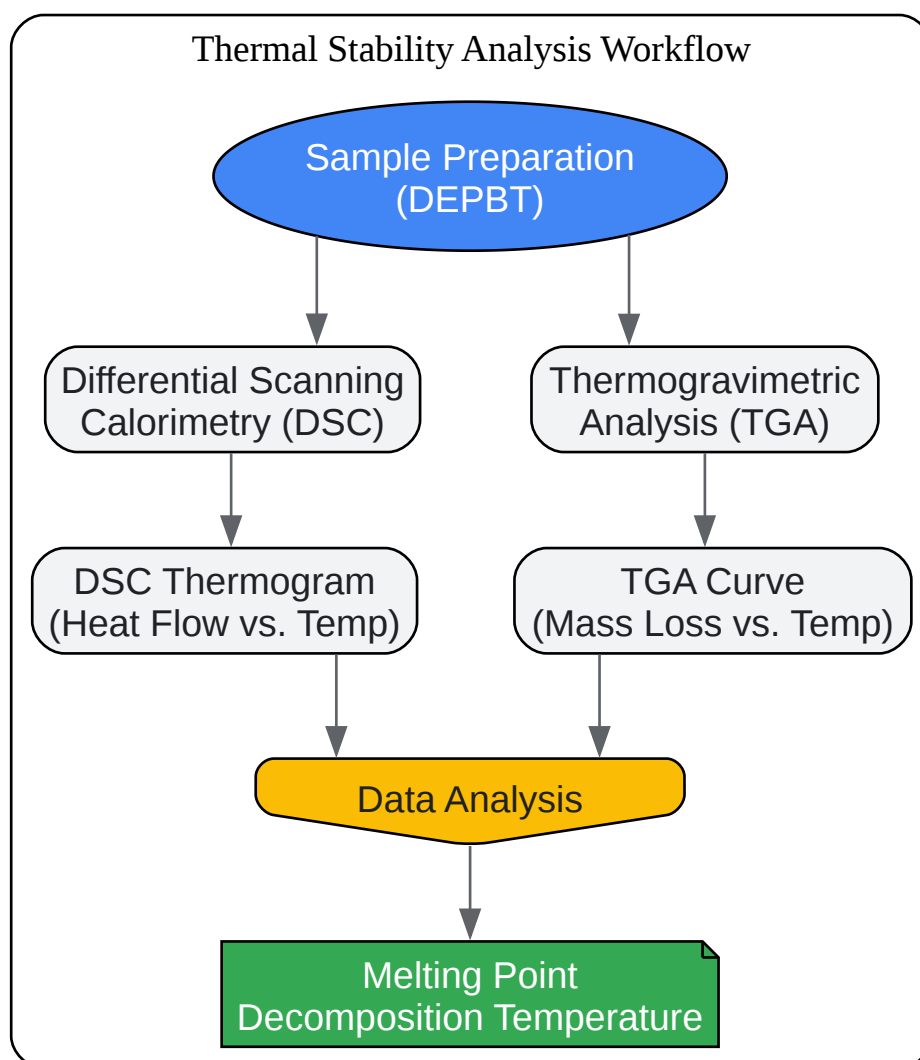 Thermal Stability Analysis Workflow
Sample Preparation
(DEPBT)
Differential Scanning
Calorimetry (DSC)
Thermogravimetric
Analysis (TGA)
DSC Thermogram
(Heat Flow vs. Temp)
TGA Curve
(Mass Loss vs. Temp)
Data Analysis
Melting Point
Decomposition Temperature